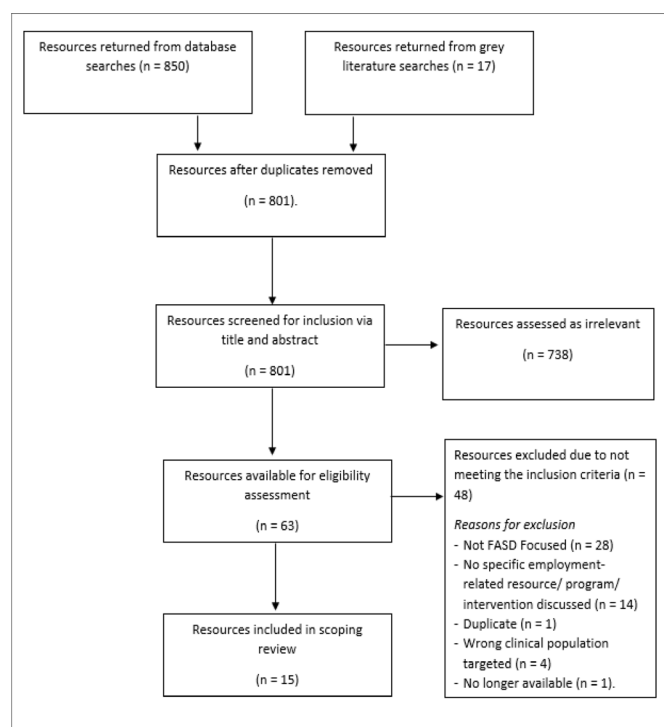 Resources returned from database
searches (n = 850)
Resources returned from grey
literature searches (n = 17)
Resources after duplicates removed
(n = 801).
Resources screened for inclusion via
title and abstract
(n = 801)
Resources assessed as irrelevant
(n = 738)
Resources available for eligibility
assessment
(n = 63)
Resources excluded due to not
meeting the inclusion criteria (n =
48)
Reasons for exclusion
- Not FASD Focused (n = 28)
- No specific employment-
related resource/ program/
intervention discussed (n = 14)
- Duplicate (n = 1)
- Wrong clinical population
targeted (n = 4)
- No longer available (n = 1).
Resources included in scoping
review
(n = 15)